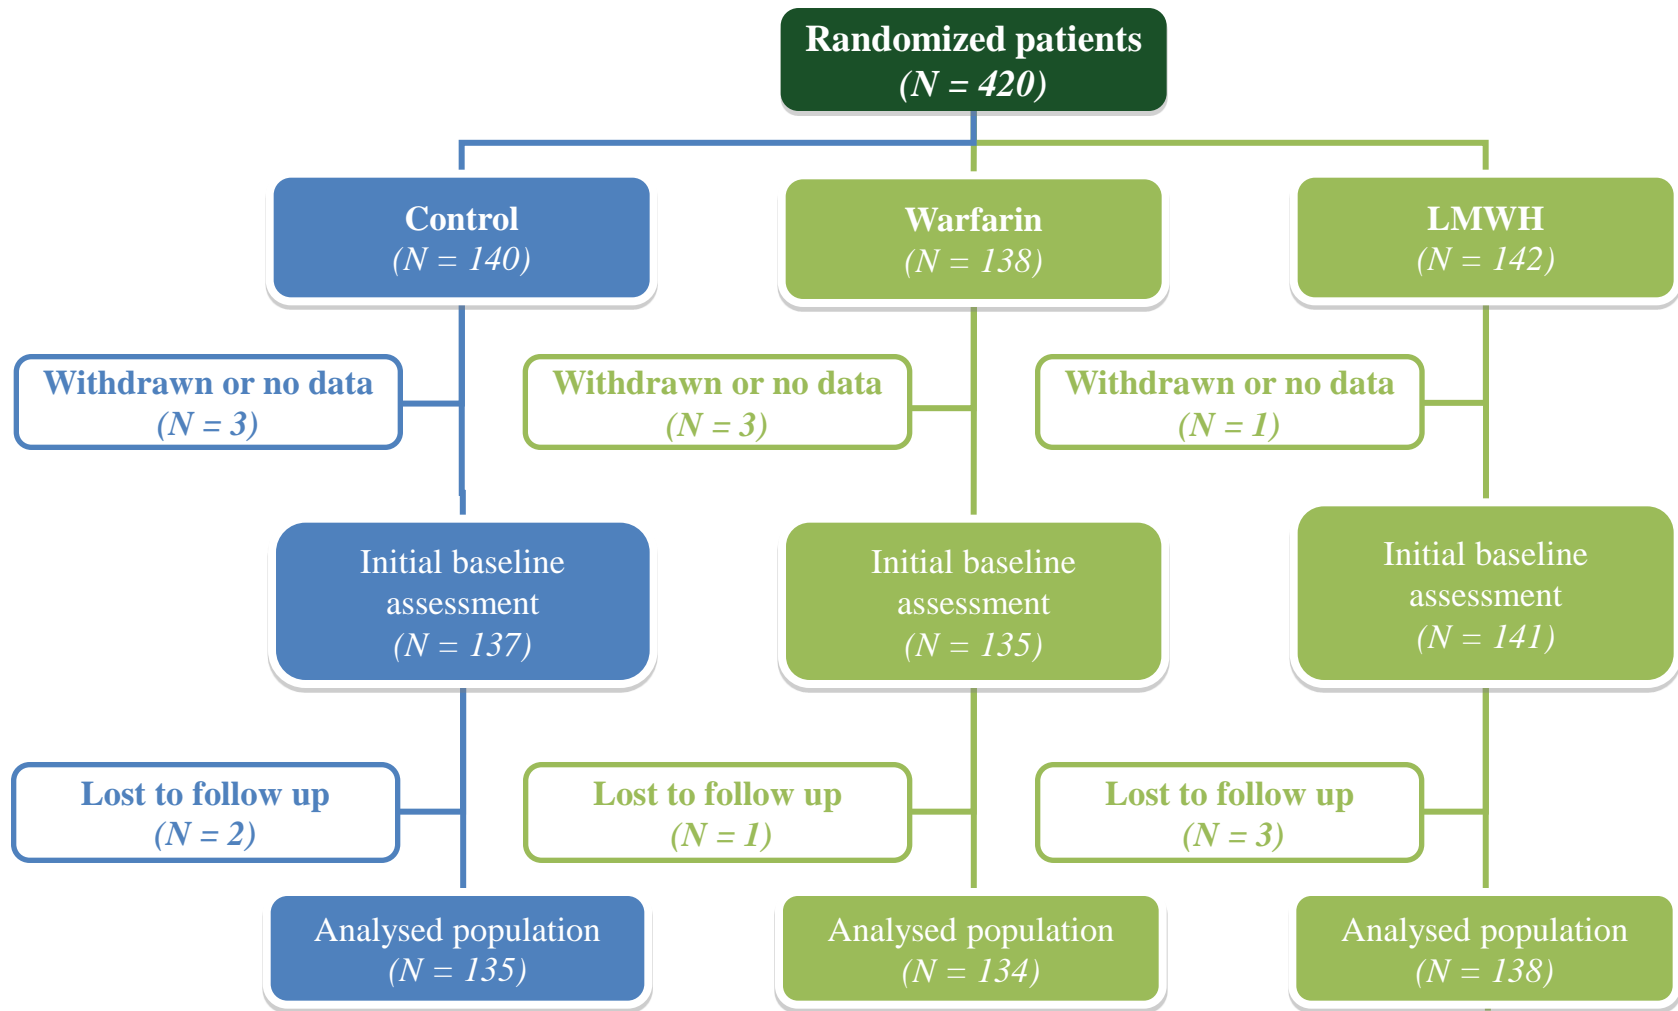 Randomized patients
(N = 420)
Control
(N = 140)
Warfarin
(N = 138)
LMWH
(N = 142)
Withdrawn or no data
(N = 3)
Withdrawn or no data
(N = 3)
Withdrawn or no data
(N = 1)
Initial baseline
assessment
(N = 137)
Initial baseline
assessment
(N = 135)
Initial baseline
assessment
(N = 141)
Lost to follow up
(N = 2)
Lost to follow up
(N = 1)
Lost to follow up
(N = 3)
Analysed population
(N = 135)
Analysed population
(N = 134)
Analysed population
(N = 138)